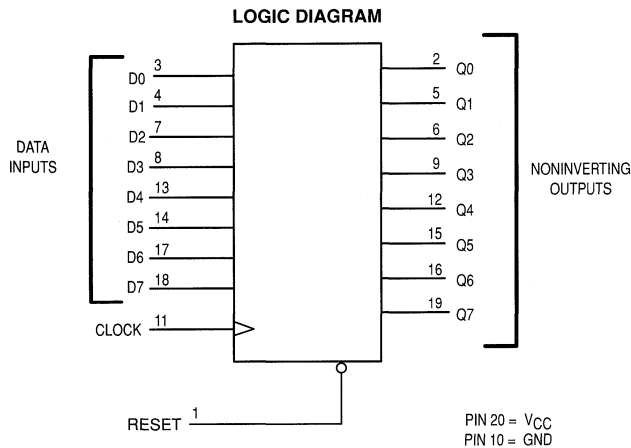 LOGIC DIAGRAM
DATA
INPUTS
D0 3
D1 4
D2 7
D3 8
D4 13
D5 14
D6 17
D7 18
CLOCK 11
RESET 1
2 Q0
5 Q1
6 Q2
9 Q3
12 Q4
15 Q5
16 Q6
19 Q7
NONINVERTING
OUTPUTS
PIN 20 = VCC
PIN 10 = GND